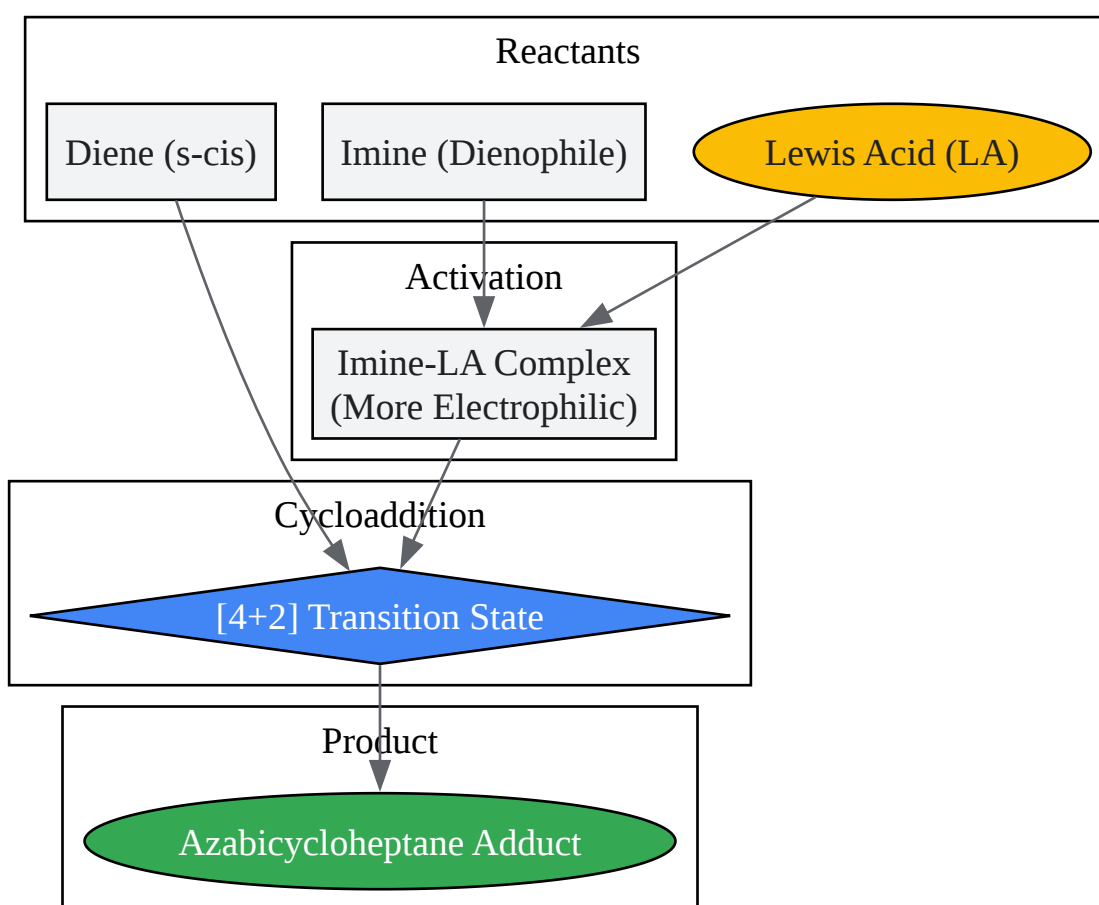 Reactants
Diene (s-cis)
Imine (Dienophile)
Lewis Acid (LA)
Activation
Imine-LA Complex
(More Electrophilic)
Cycloaddition
[4+2] Transition State
Product
Azabicycloheptane Adduct